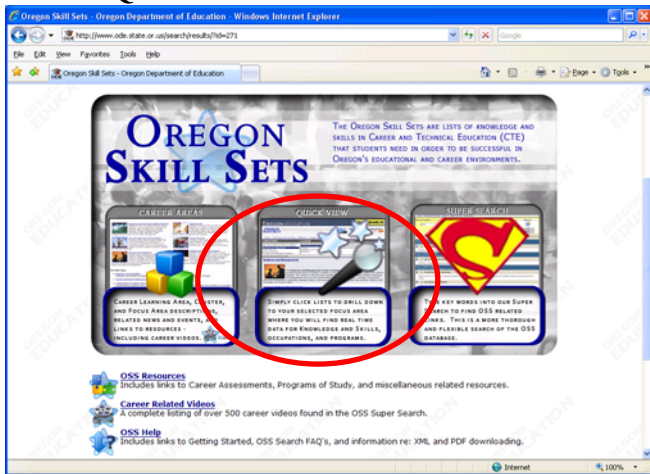 Oregon Skill Sets - Oregon Department of Education - Windows Internet Explorer
http://www.ode.state.or.us/search/results/?id=271
Google
File Edit View Favorites Tools Help
Oregon Skill Sets - Oregon Department of Education
Page Tools
OREGON
SKILL SETS
THE OREGON SKILL SETS ARE LISTS OF KNOWLEDGE AND
SKILLS IN CAREER AND TECHNICAL EDUCATION (CTE)
THAT STUDENTS NEED IN ORDER TO BE SUCCESSFUL IN
OREGON'S EDUCATIONAL AND CAREER ENVIRONMENTS.
CAREER AREAS
CAREER LEARNING AREA, CLUSTER,
AND FOCUS AREA DESCRIPTIONS,
RELATED NEWS AND EVENTS, AND
LINKS TO RESOURCES -
INCLUDING CAREER VIDEOS.
QUICK VIEW
SIMPLY CLICK LISTS TO DRILL DOWN
TO YOUR SELECTED FOCUS AREA
WHERE YOU WILL FIND REAL TIME
DATA FOR KNOWLEDGE AND SKILLS,
OCCUPATIONS, AND PROGRAMS.
SUPER SEARCH
TYPE KEY WORDS INTO OUR SUPER
SEARCH TO FIND OSS RELATED
LINKS. THIS IS A MORE THOROUGH
AND FLEXIBLE SEARCH OF THE OSS
DATABASE.
OSS Resources
Includes links to Career Assessments, Programs of Study, and miscellaneous related resources.
Career Related Videos
A complete listing of over 500 career videos found in the OSS Super Search.
OSS Help
Includes links to Getting Started, OSS Search FAQ's, and information re: XML and PDF downloading.
Internet
100%